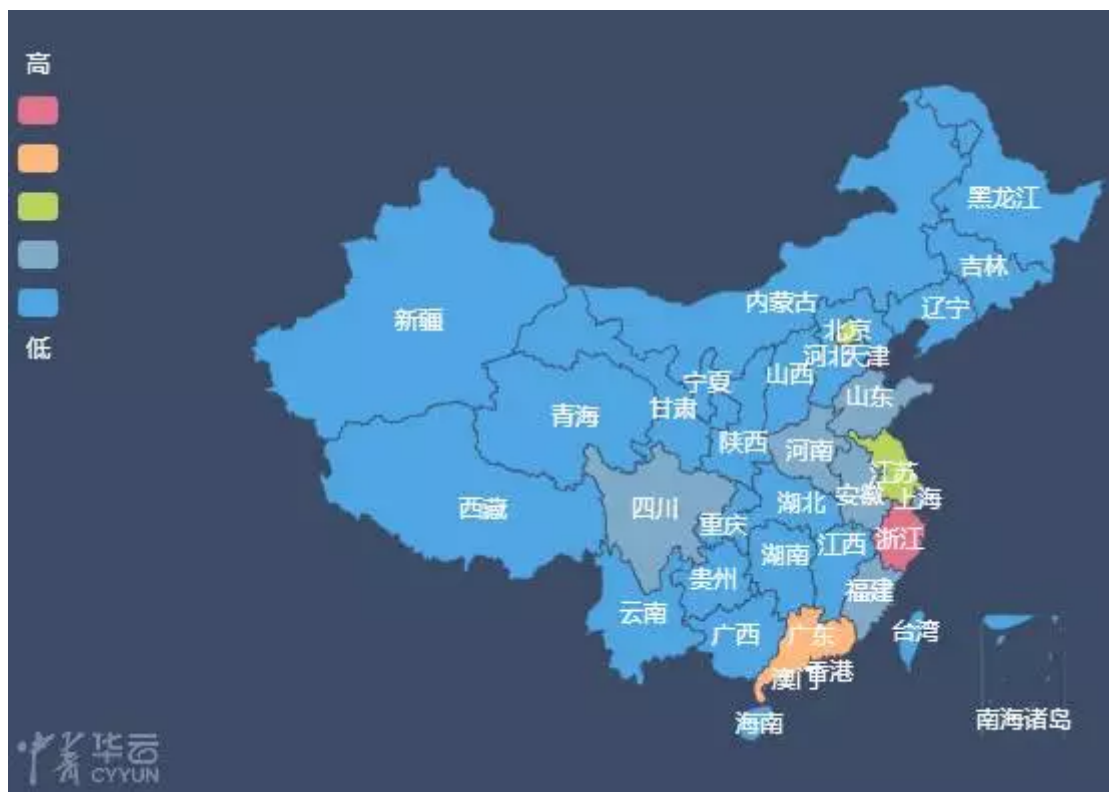 高
低
黑龙江
吉林
辽宁
内蒙古
新疆
北京
河北
天津
山西
宁夏
山东
甘肃
青海
陕西
河南
江苏
安徽
上海
西藏
四川
湖北
重庆
浙江
江西
湖南
贵州
福建
云南
广西
广东
台湾
香港
澳门
海南
南海诸岛
中青华云
CYYUN